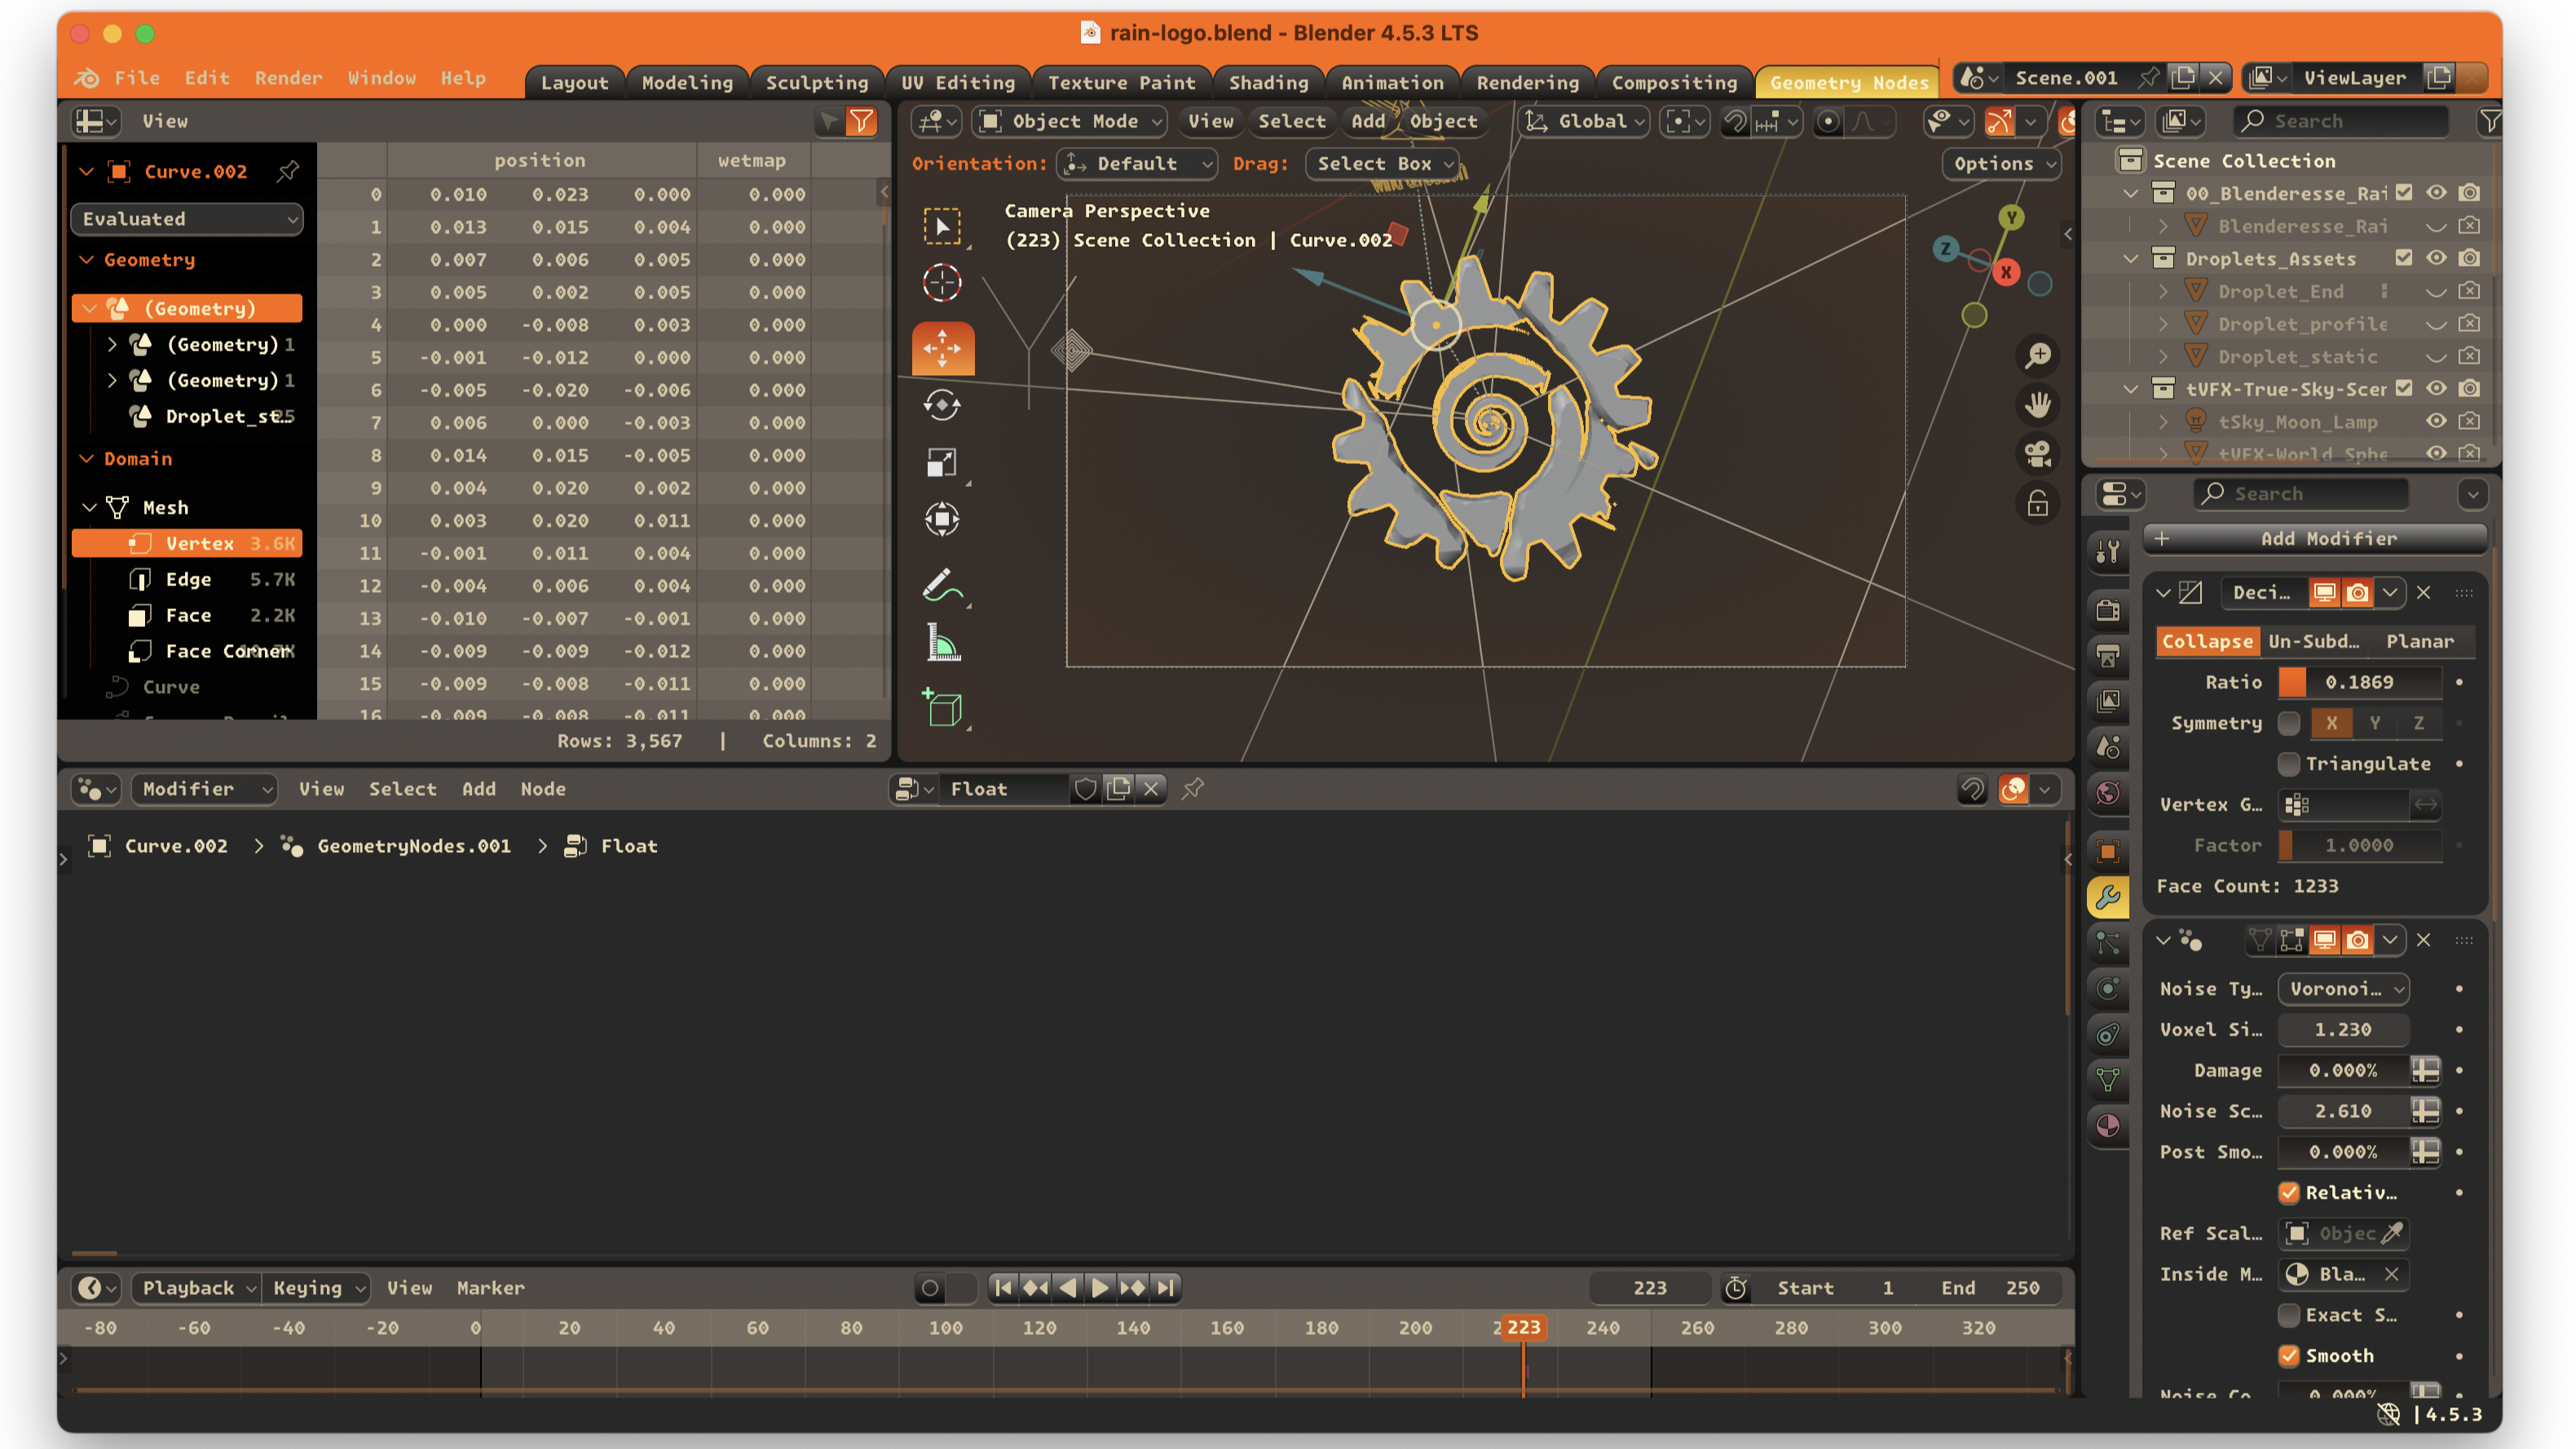 rain-logo.blend - Blender 4.5.3 LTS
File Edit Render Window Help
Layout Modeling Sculpting UV Editing Texture Paint Shading Animation Rendering Compositing Geometry Nodes
Scene.001 ViewLayer
View
Curve.002
Evaluated
Geometry
(Geometry)
(Geometry) 1
(Geometry) 1
Droplet_st…
Domain
Mesh
Vertex 3.6K
Edge 5.7K
Face 2.2K
Face Corner
Curve
position wetmap
0 0.010 0.023 0.000 0.000
1 0.013 0.015 0.004 0.000
2 0.007 0.006 0.005 0.000
3 0.005 0.002 0.005 0.000
4 0.000 -0.008 0.003 0.000
5 -0.001 -0.012 0.000 0.000
6 -0.005 -0.020 -0.006 0.000
7 0.006 0.000 -0.003 0.000
8 0.014 0.015 -0.005 0.000
9 0.004 0.020 0.002 0.000
10 0.003 0.020 0.011 0.000
11 -0.001 0.011 0.004 0.000
12 -0.004 0.006 0.004 0.000
13 -0.010 -0.007 -0.001 0.000
14 -0.009 -0.009 -0.012 0.000
15 -0.009 -0.008 -0.011 0.000
16 -0.009 -0.008 -0.011 0.000
Rows: 3,567 | Columns: 2
Object Mode View Select Add Object Global
Orientation: Default Drag: Select Box Options
Camera Perspective
(223) Scene Collection | Curve.002
Y
Z
X
Search
Scene Collection
00_Blenderesse_Rai
Blenderesse_Rai
Droplets_Assets
Droplet_End
Droplet_profile
Droplet_static
tVFX-True-Sky-Scer
tSky_Moon_Lamp
tVFX-World_Sphe
Search
Add Modifier
Deci…
Collapse Un-Subd… Planar
Ratio 0.1869
Symmetry X Y Z
Triangulate
Vertex G…
Factor 1.0000
Face Count: 1233
Noise Ty… Voronoi…
Voxel Si… 1.230
Damage 0.000%
Noise Sc… 2.610
Post Smo… 0.000%
Relativ…
Ref Scal… Objec
Inside M… Bla…
Exact S…
Smooth
Noise Co… 0.000%
Modifier View Select Add Node
Float
Curve.002 > GeometryNodes.001 > Float
Playback Keying View Marker
223 Start 1 End 250
-80 -60 -40 -20 0 20 40 60 80 100 120 140 160 180 200 223 240 260 280 300 320
| 4.5.3